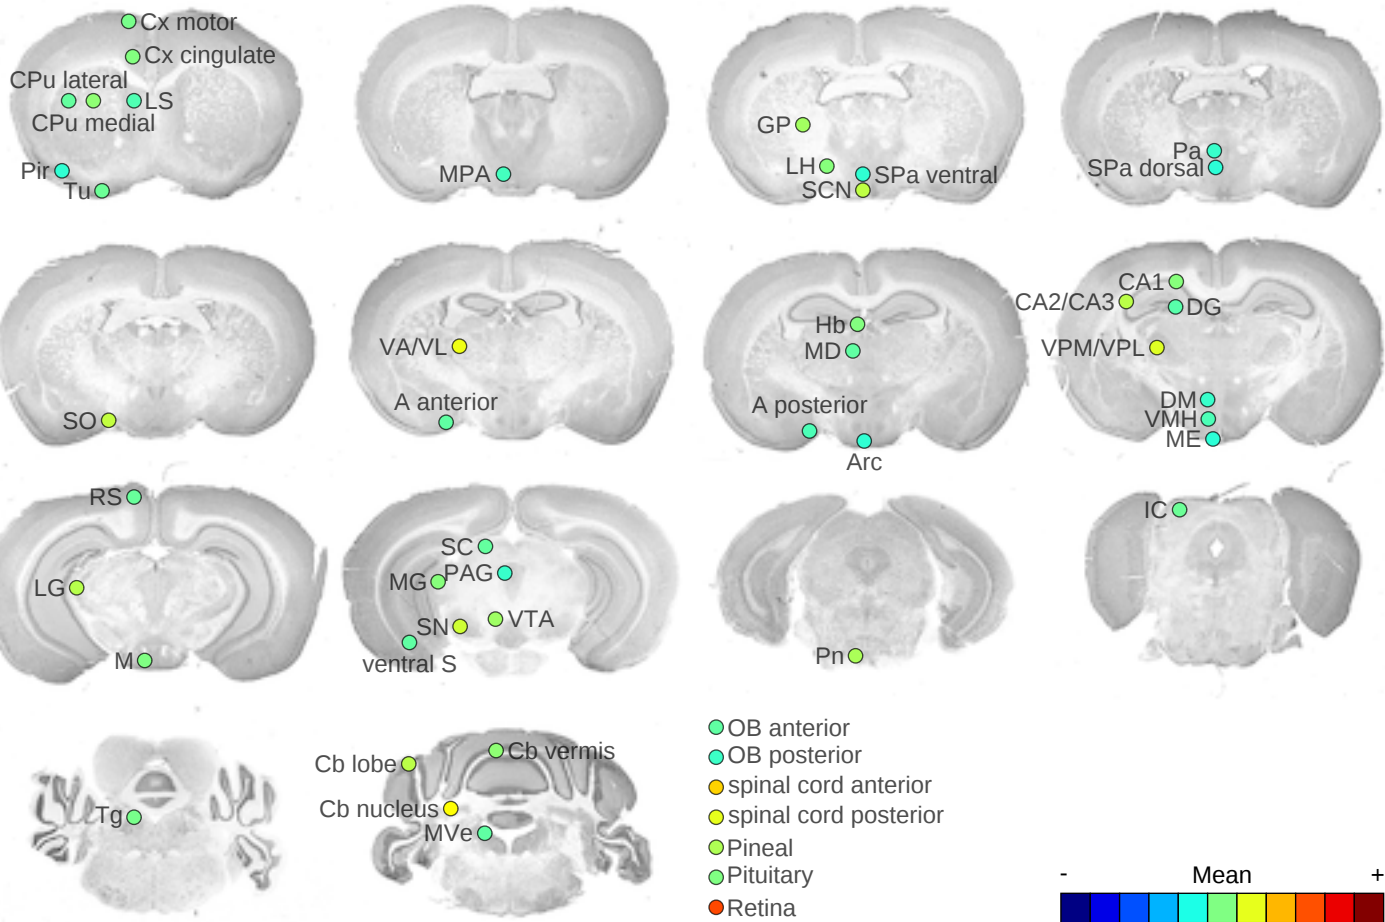 Cx motor
Cx cingulate
CPu lateral
LS
CPu medial
Pir
Tu
MPA
GP
LH
SPa ventral
SCN
Pa
SPa dorsal
SO
VA/VL
A anterior
Hb
MD
A posterior
Arc
CA1
CA2/CA3
DG
VPM/VPL
DM
VMH
ME
RS
LG
M
SC
PAG
MG
VTA
SN
ventral S
Pn
IC
Tg
Cb vermis
Cb lobe
Cb nucleus
MVe
OB anterior
OB posterior
spinal cord anterior
spinal cord posterior
Pineal
Pituitary
Retina
- Mean +